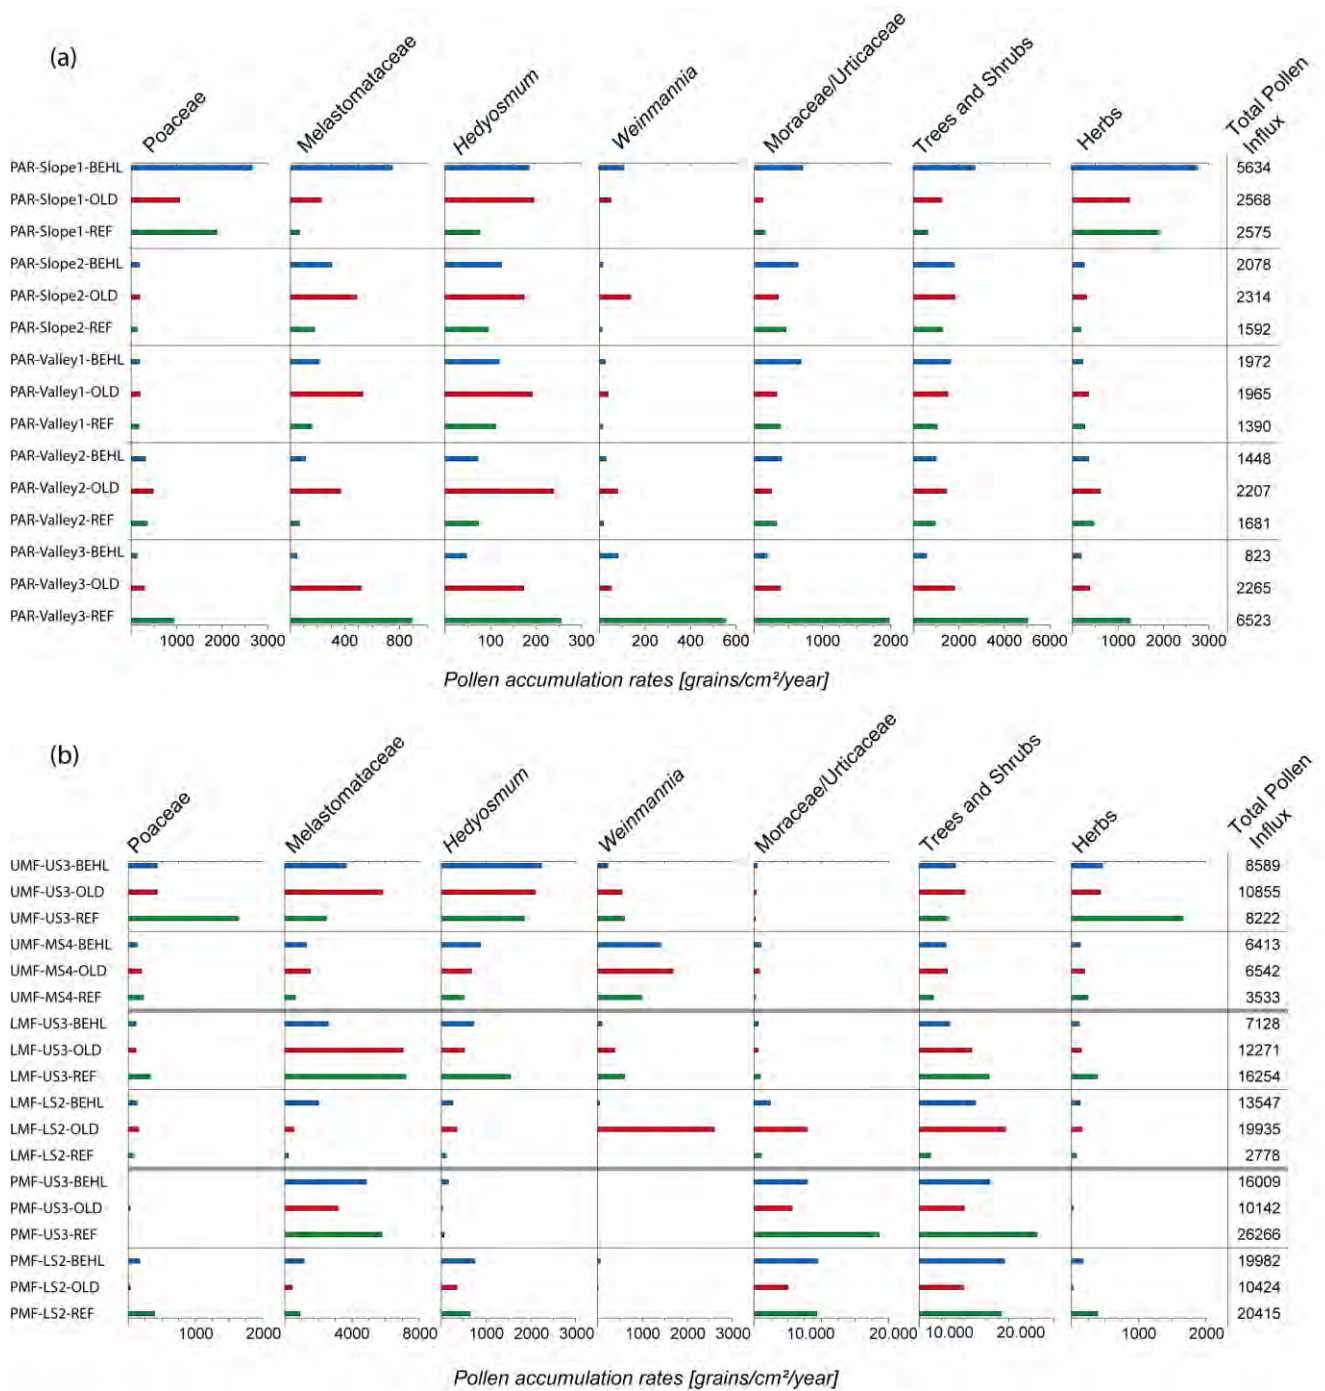 (a)
Poaceae
Melastomataceae
Hedyosmum
Weinmannia
Moraceae/Urticaceae
Trees and Shrubs
Herbs
Total Pollen
Influx
PAR-Slope1-BEHL 5634
PAR-Slope1-OLD 2568
PAR-Slope1-REF 2575
PAR-Slope2-BEHL 2078
PAR-Slope2-OLD 2314
PAR-Slope2-REF 1592
PAR-Valley1-BEHL 1972
PAR-Valley1-OLD 1965
PAR-Valley1-REF 1390
PAR-Valley2-BEHL 1448
PAR-Valley2-OLD 2207
PAR-Valley2-REF 1681
PAR-Valley3-BEHL 823
PAR-Valley3-OLD 2265
PAR-Valley3-REF 6523
1000 2000 3000 400 800 100 200 300 200 400 600 1000 2000 2000 4000 6000 1000 2000 3000
Pollen accumulation rates [grains/cm²/year]
(b)
Poaceae
Melastomataceae
Hedyosmum
Weinmannia
Moraceae/Urticaceae
Trees and Shrubs
Herbs
Total Pollen
Influx
UMF-US3-BEHL 8589
UMF-US3-OLD 10855
UMF-US3-REF 8222
UMF-MS4-BEHL 6413
UMF-MS4-OLD 6542
UMF-MS4-REF 3533
LMF-US3-BEHL 7128
LMF-US3-OLD 12271
LMF-US3-REF 16254
LMF-LS2-BEHL 13547
LMF-LS2-OLD 19935
LMF-LS2-REF 2778
PMF-US3-BEHL 16009
PMF-US3-OLD 10142
PMF-US3-REF 26266
PMF-LS2-BEHL 19982
PMF-LS2-OLD 10424
PMF-LS2-REF 20415
1000 2000 4000 8000 1000 2000 3000 1000 2000 3000 10.000 20.000 10.000 20.000 1000 2000
Pollen accumulation rates [grains/cm²/year]